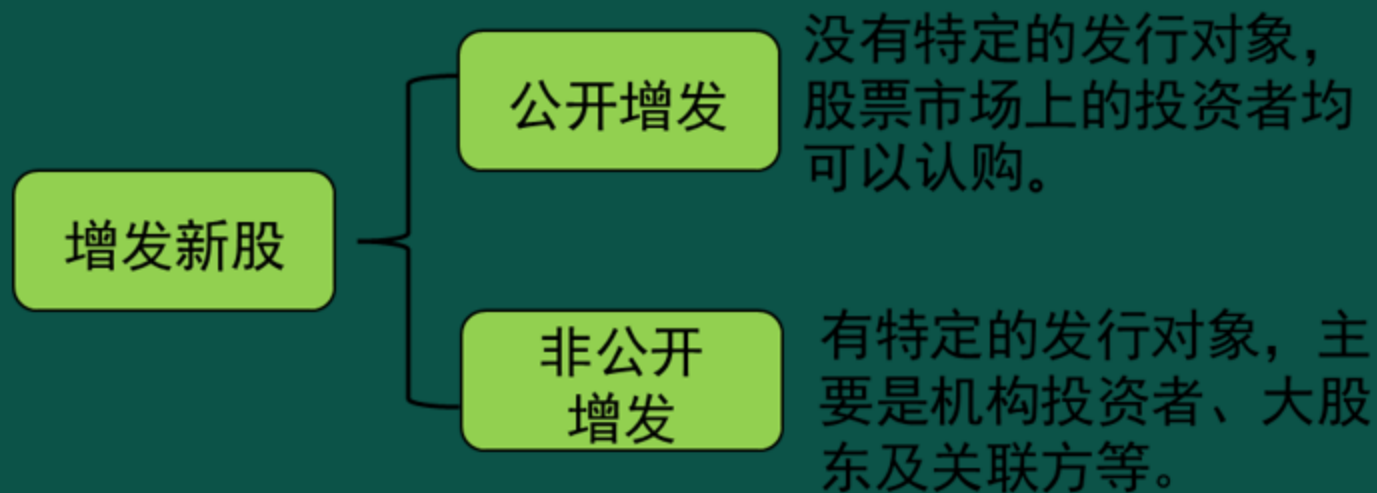 增发新股
公开增发
没有特定的发行对象，
股票市场上的投资者均
可以认购。
非公开
增发
有特定的发行对象，主
要是机构投资者、大股
东及关联方等。